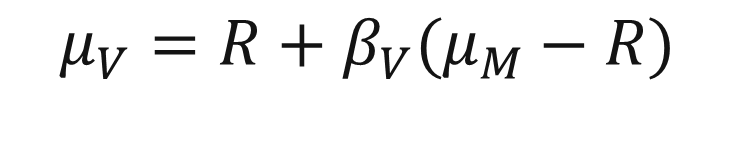 μ_V = R + β_V(μ_M − R)